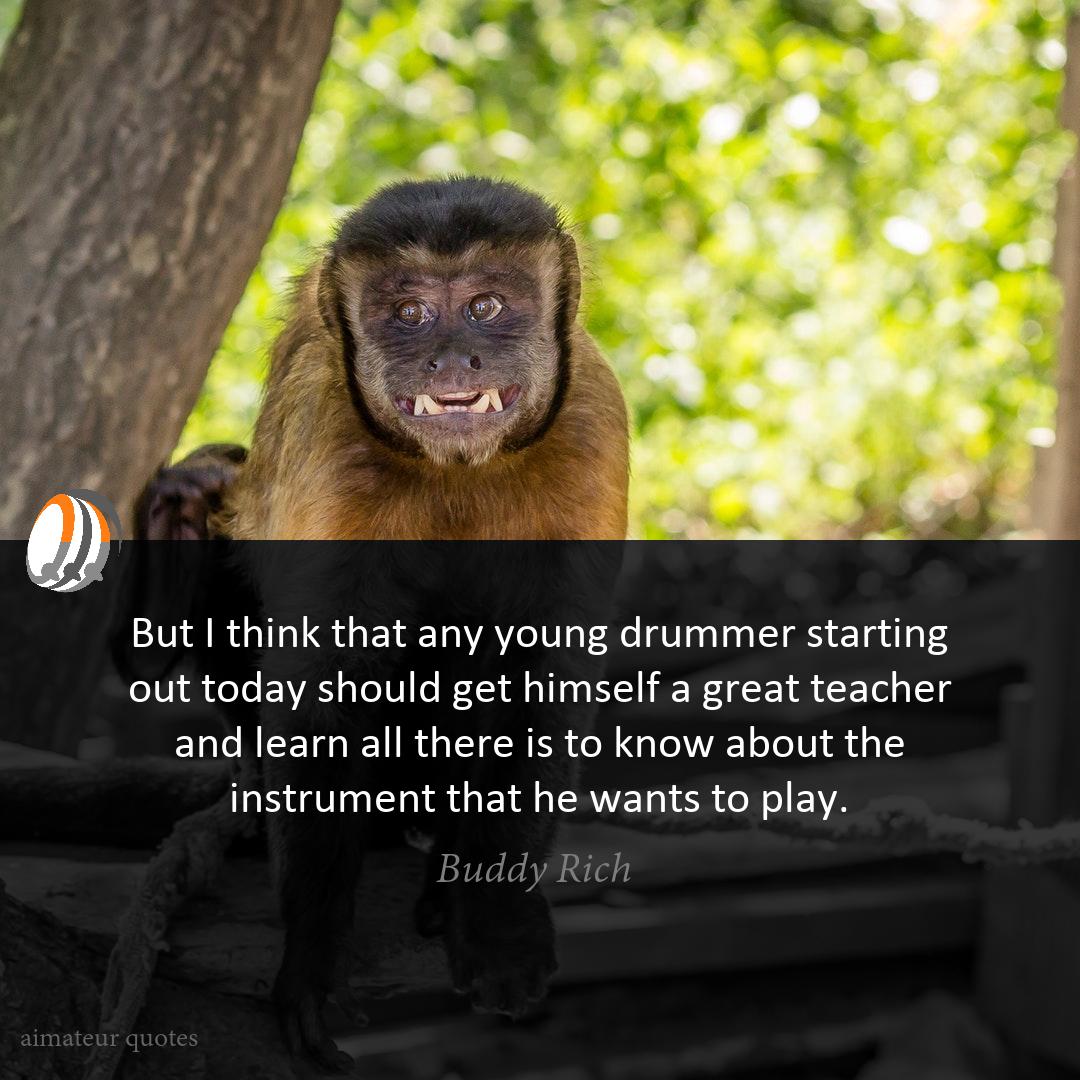 But I think that any young drummer starting
out today should get himself a great teacher
and learn all there is to know about the
instrument that he wants to play.
Buddy Rich
aimateur quotes